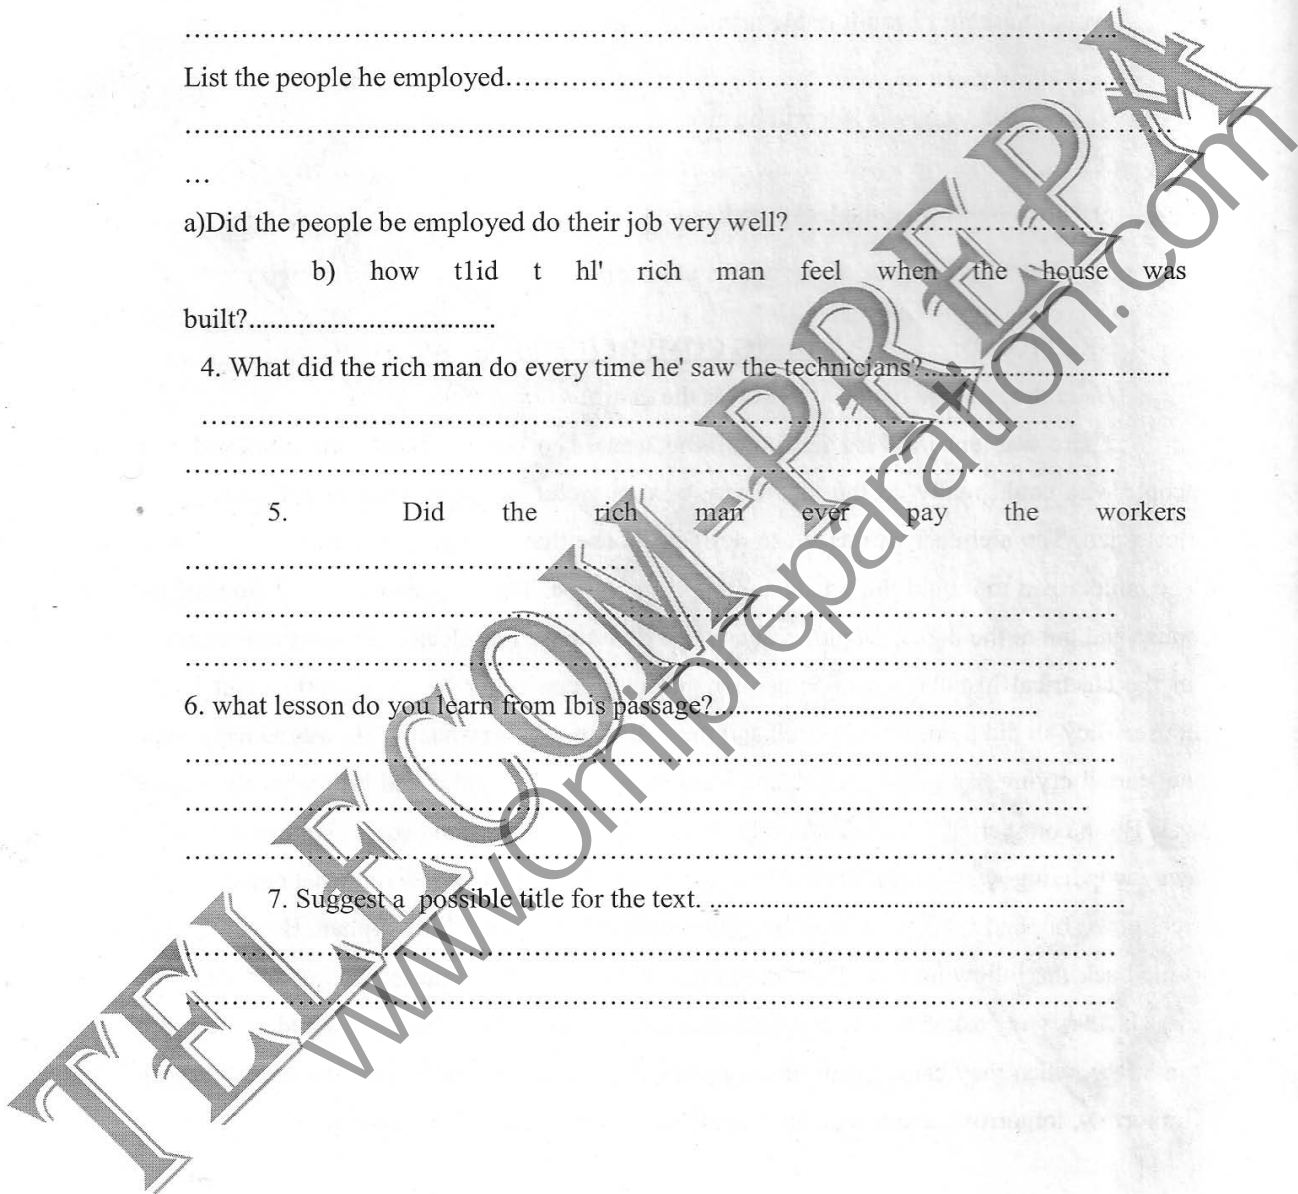 …………………………………………………………………………………………..
List the people he employed……………………………………………………………
…………………………………………………………………………………………………
…
a)Did the people be employed do their job very well? ……………………………
b) how t1id t hl' rich man feel when the house was
built?...................................
4. What did the rich man do every time he' saw the technicians?...................................
……………………………………………………………………………………
……………………………………………………………………………………………
5. Did the rich man ever pay the workers
………………………………………………
……………………………………………………………………
……………………………………………………………………………………………
6. what lesson do you learn from Ibis passage?..............................................
……………………………………………………………………………………………
……………………………………………………………………………………………
……………………………………………………………………………………………
7. Suggest a possible title for the text. ...........................................................
……………………………………………………………………………………………
……………………………………………………………………………………………
TELECOM-PREPA
www.Omipreparation.com